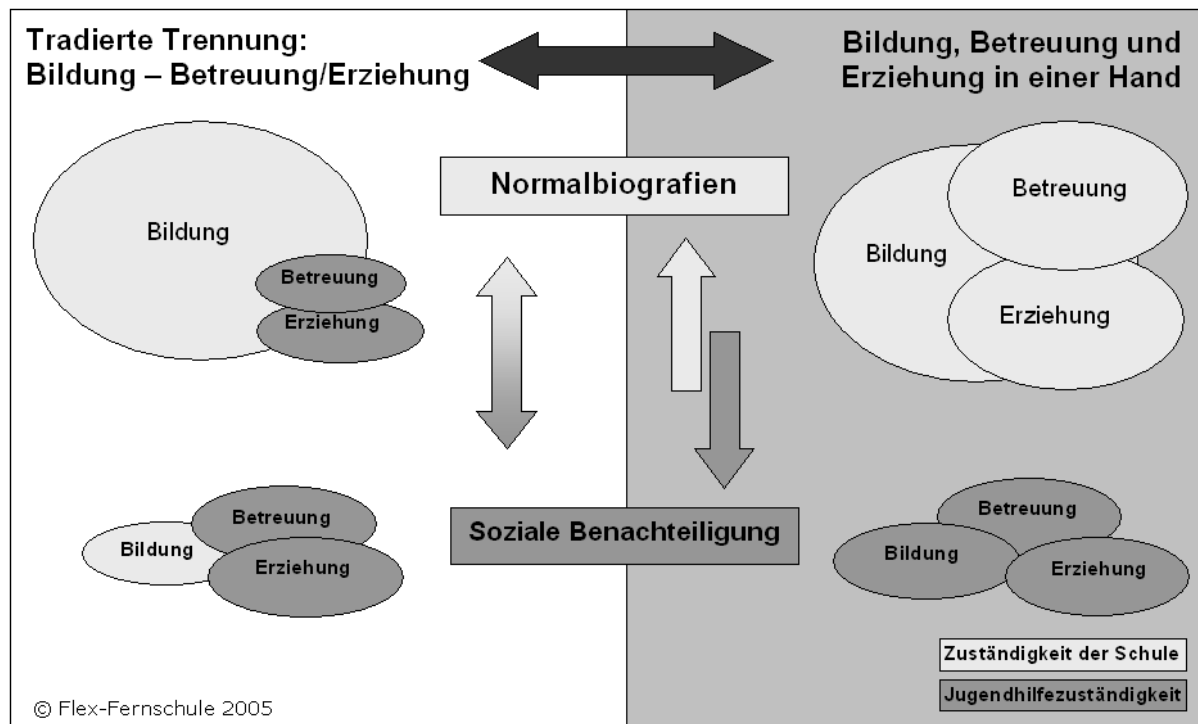 Tradierte Trennung:
Bildung – Betreuung/Erziehung
Bildung, Betreuung und
Erziehung in einer Hand
Normalbiografien
Bildung
Betreuung
Erziehung
Bildung
Betreuung
Erziehung
Soziale Benachteiligung
Bildung
Betreuung
Erziehung
Bildung
Betreuung
Erziehung
Zuständigkeit der Schule
Jugendhilfezuständigkeit
© Flex-Fernschule 2005